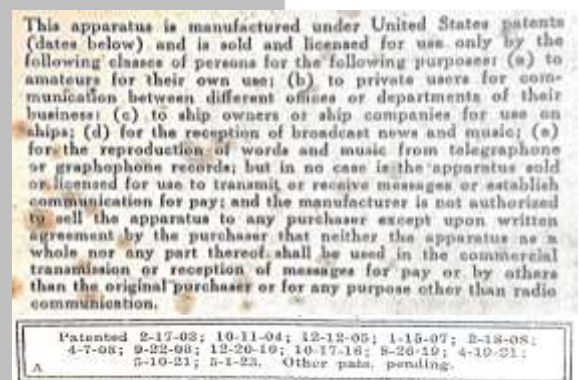 This apparatus is manufactured under United States patents
(dates below) and is sold and licensed for use only by the
following classes of persons for the following purposes: (a) to
amateurs for their own use; (b) to private users for com-
munication between different offices or departments of their
business; (c) to ship owners or ship companies for use on
ships; (d) for the reception of broadcast news and music; (e)
for the reproduction of words and music from telegraphone
or graphophone records; but in no case is the apparatus sold
or licensed for use to transmit or receive messages or establish
communication for pay; and the manufacturer is not authorized
to sell the apparatus to any purchaser except upon written
agreement by the purchaser that neither the apparatus as a
whole nor any part thereof shall be used in the commercial
transmission or reception of messages for pay or by others
than the original purchaser or for any purpose other than radio
communication.
Patented 2-17-03; 10-11-04; 12-12-05; 1-15-07; 2-18-08;
4-7-08; 9-22-08; 12-20-10; 10-17-16; 8-26-19; 4-19-21;
5-10-21; 5-1-23. Other pats. pending.
A